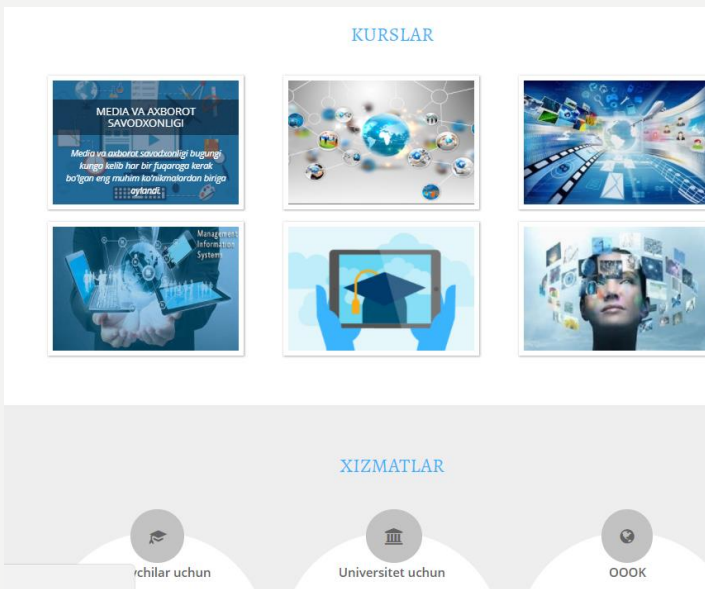 KURSLAR
MEDIA VA AXBOROT
SAVODXONLIGI
Media va axborot savodxonligi bugungi
kunga kelib har bir fuqaroga kerak
bo'lgan eng muhim ko'nikmalardan biriga
aylandi.
Management
Information
System
XIZMATLAR
chilar uchun
Universitet uchun
OOOK